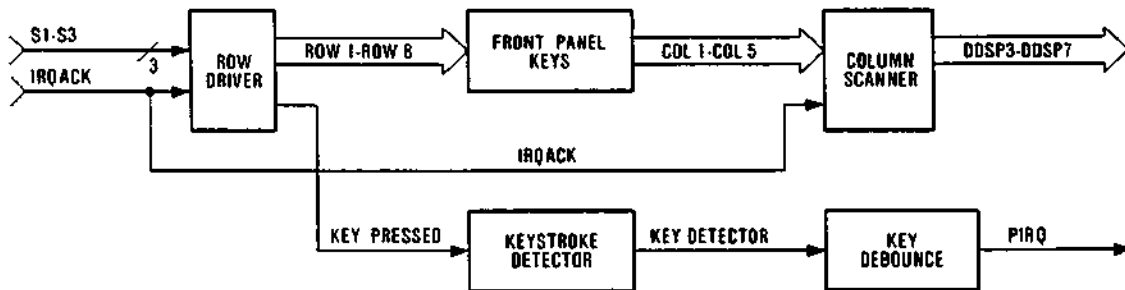 S1-S3
3
IRQACK
ROW
DRIVER
ROW 1-ROW 8
FRONT PANEL
KEYS
COL 1-COL 5
COLUMN
SCANNER
DDSP3-DDSP7
IRQACK
KEY PRESSED
KEYSTROKE
DETECTOR
KEY DETECTOR
KEY
DEBOUNCE
PIRQ